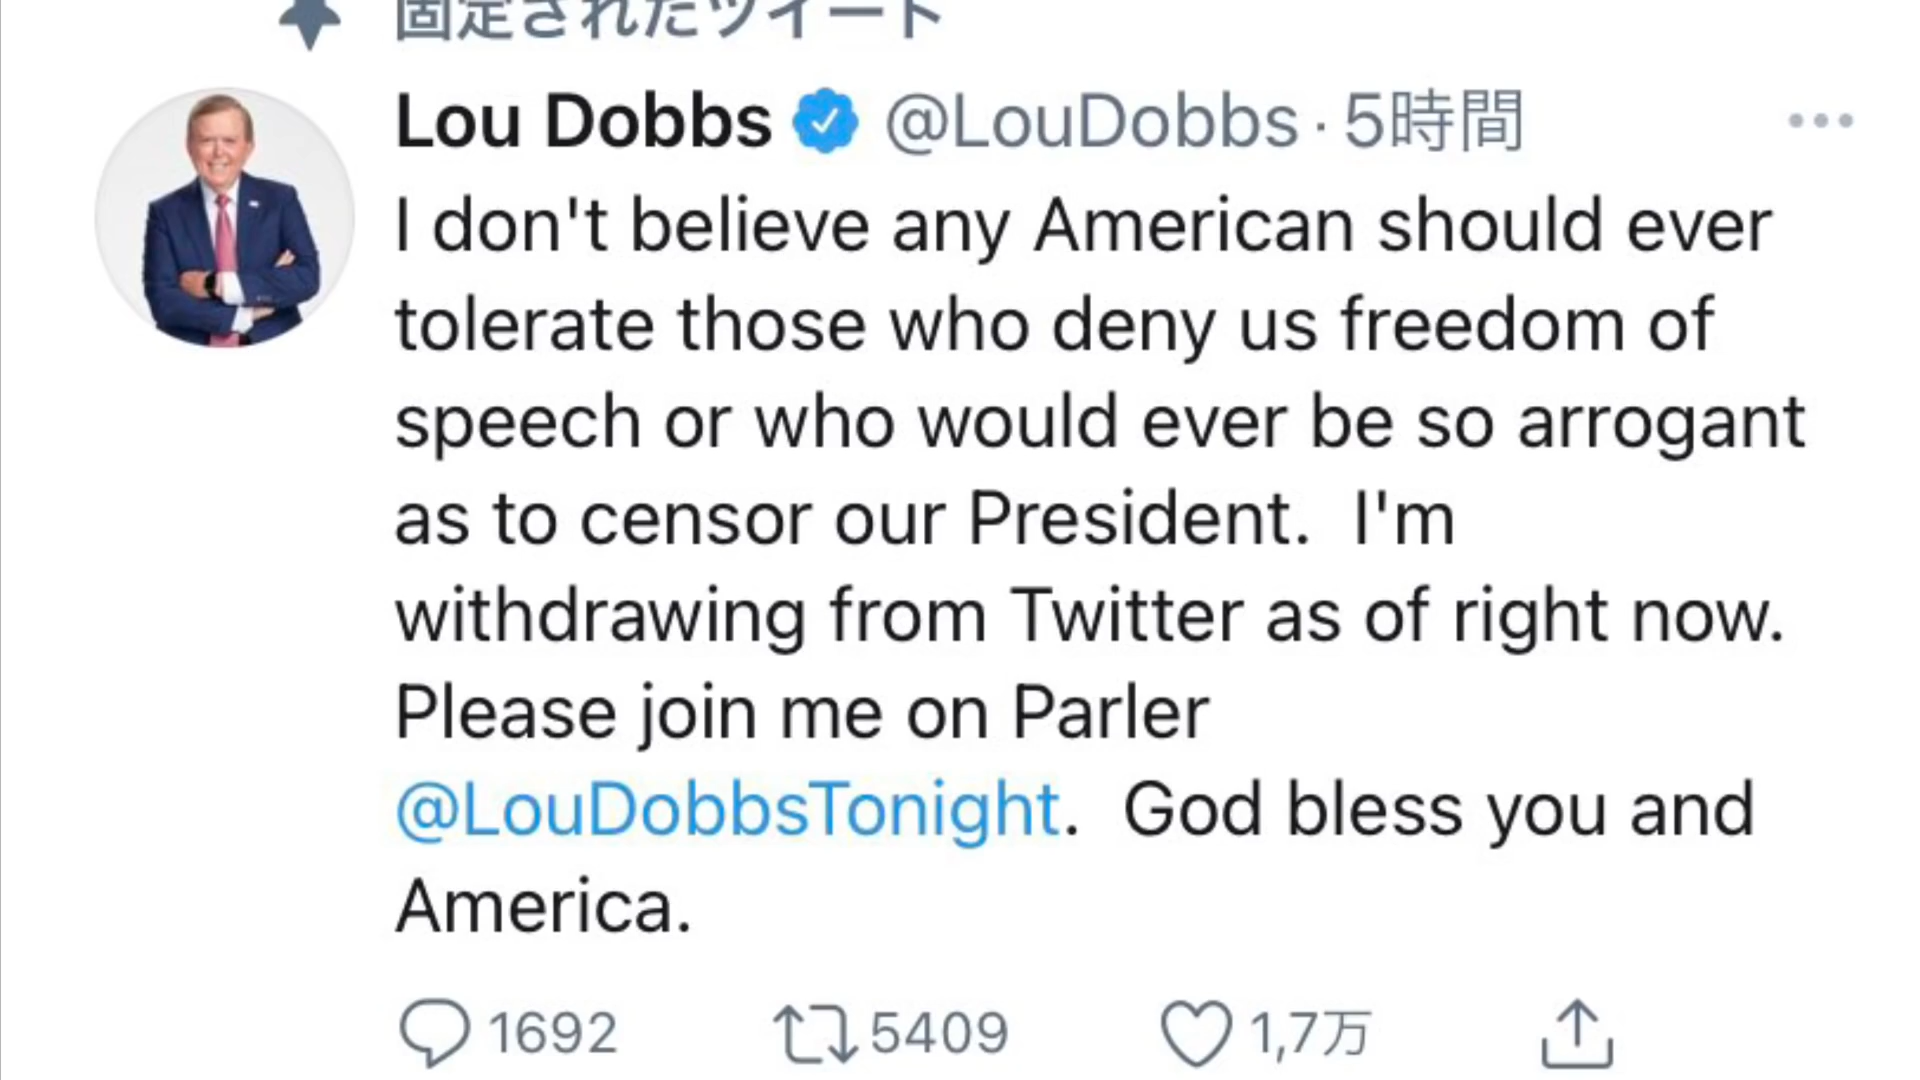 固定されたツイート
Lou Dobbs @LouDobbs · 5時間
I don't believe any American should ever
tolerate those who deny us freedom of
speech or who would ever be so arrogant
as to censor our President.  I'm
withdrawing from Twitter as of right now.
Please join me on Parler
@LouDobbsTonight.  God bless you and
America.
1692 5409 1,7万